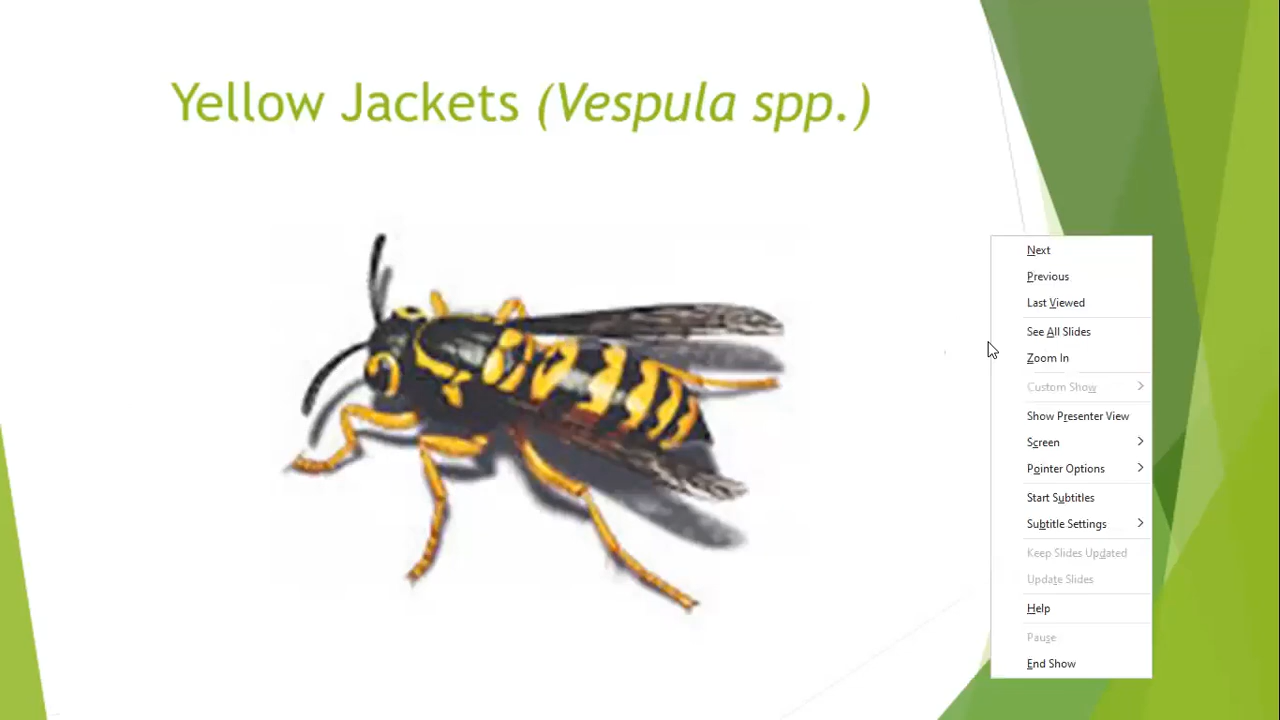 Yellow Jackets (Vespula spp.)
Next
Previous
Last Viewed
See All Slides
Zoom In
Custom Show
Show Presenter View
Screen
Pointer Options
Start Subtitles
Subtitle Settings
Keep Slides Updated
Update Slides
Help
Pause
End Show